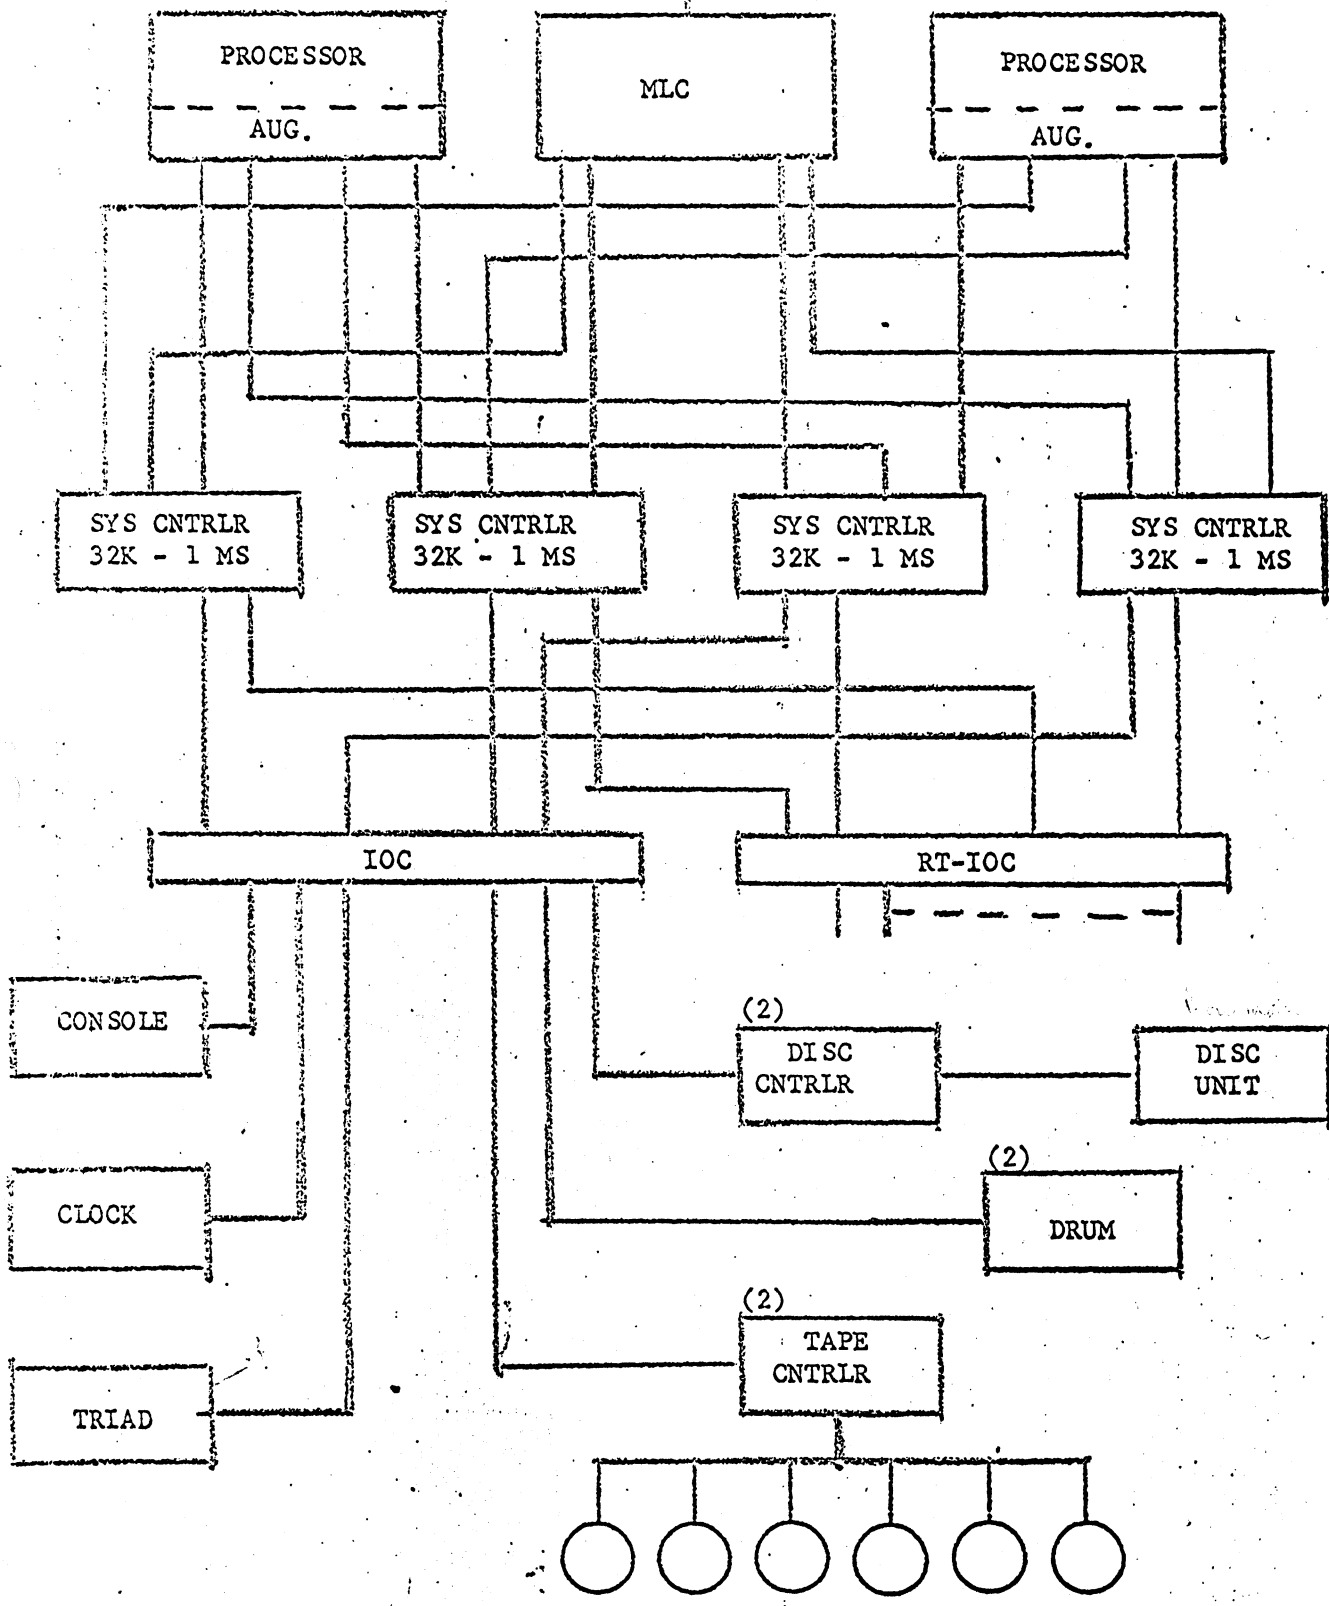 PROCESSOR
AUG.
MLC
PROCESSOR
AUG.
SYS CNTRLR
32K - 1 MS
SYS CNTRLR
32K - 1 MS
SYS CNTRLR
32K - 1 MS
SYS CNTRLR
32K - 1 MS
IOC
RT-IOC
CONSOLE
(2)
DISC
CNTRLR
DISC
UNIT
CLOCK
(2)
DRUM
(2)
TAPE
CNTRLR
TRIAD